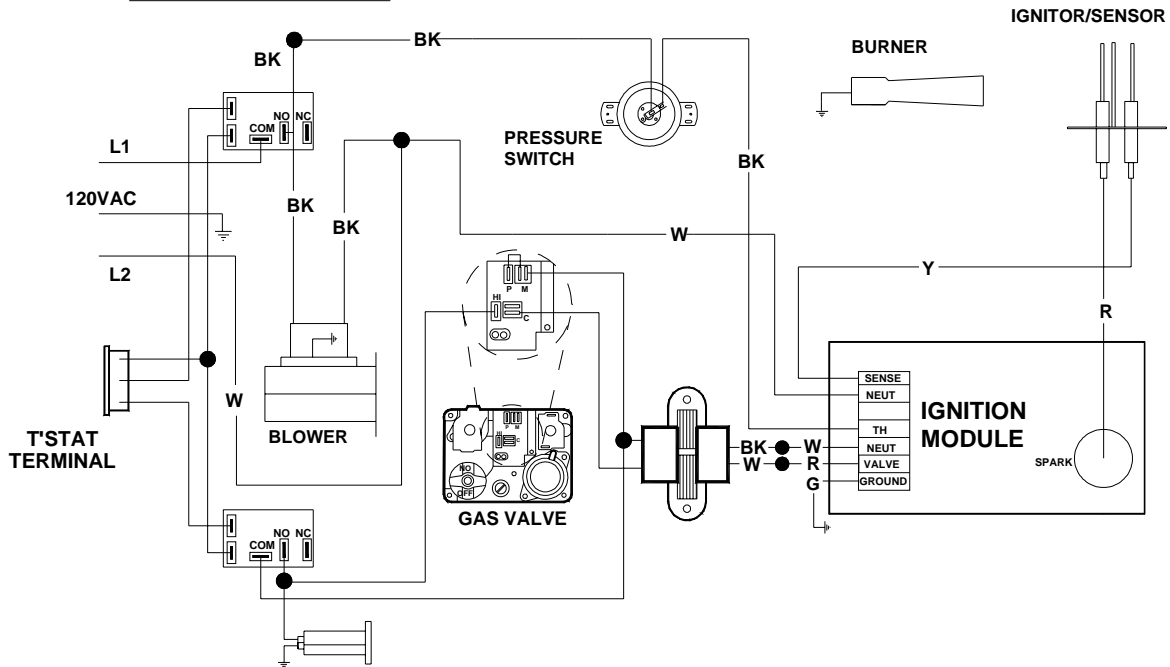 IGNITOR/SENSOR
BK
BURNER
BK
NO NC
COM
PRESSURE
SWITCH
L1
BK
120VAC
BK
BK
W
L2
P M
HI
C
Y
R
SENSE
NEUT
TH
NEUT
VALVE
GROUND
IGNITION
MODULE
SPARK
W
T'STAT
TERMINAL
BLOWER
P M
HI
C
NO
OFF
GAS VALVE
BK W
W R
G
NO NC
COM